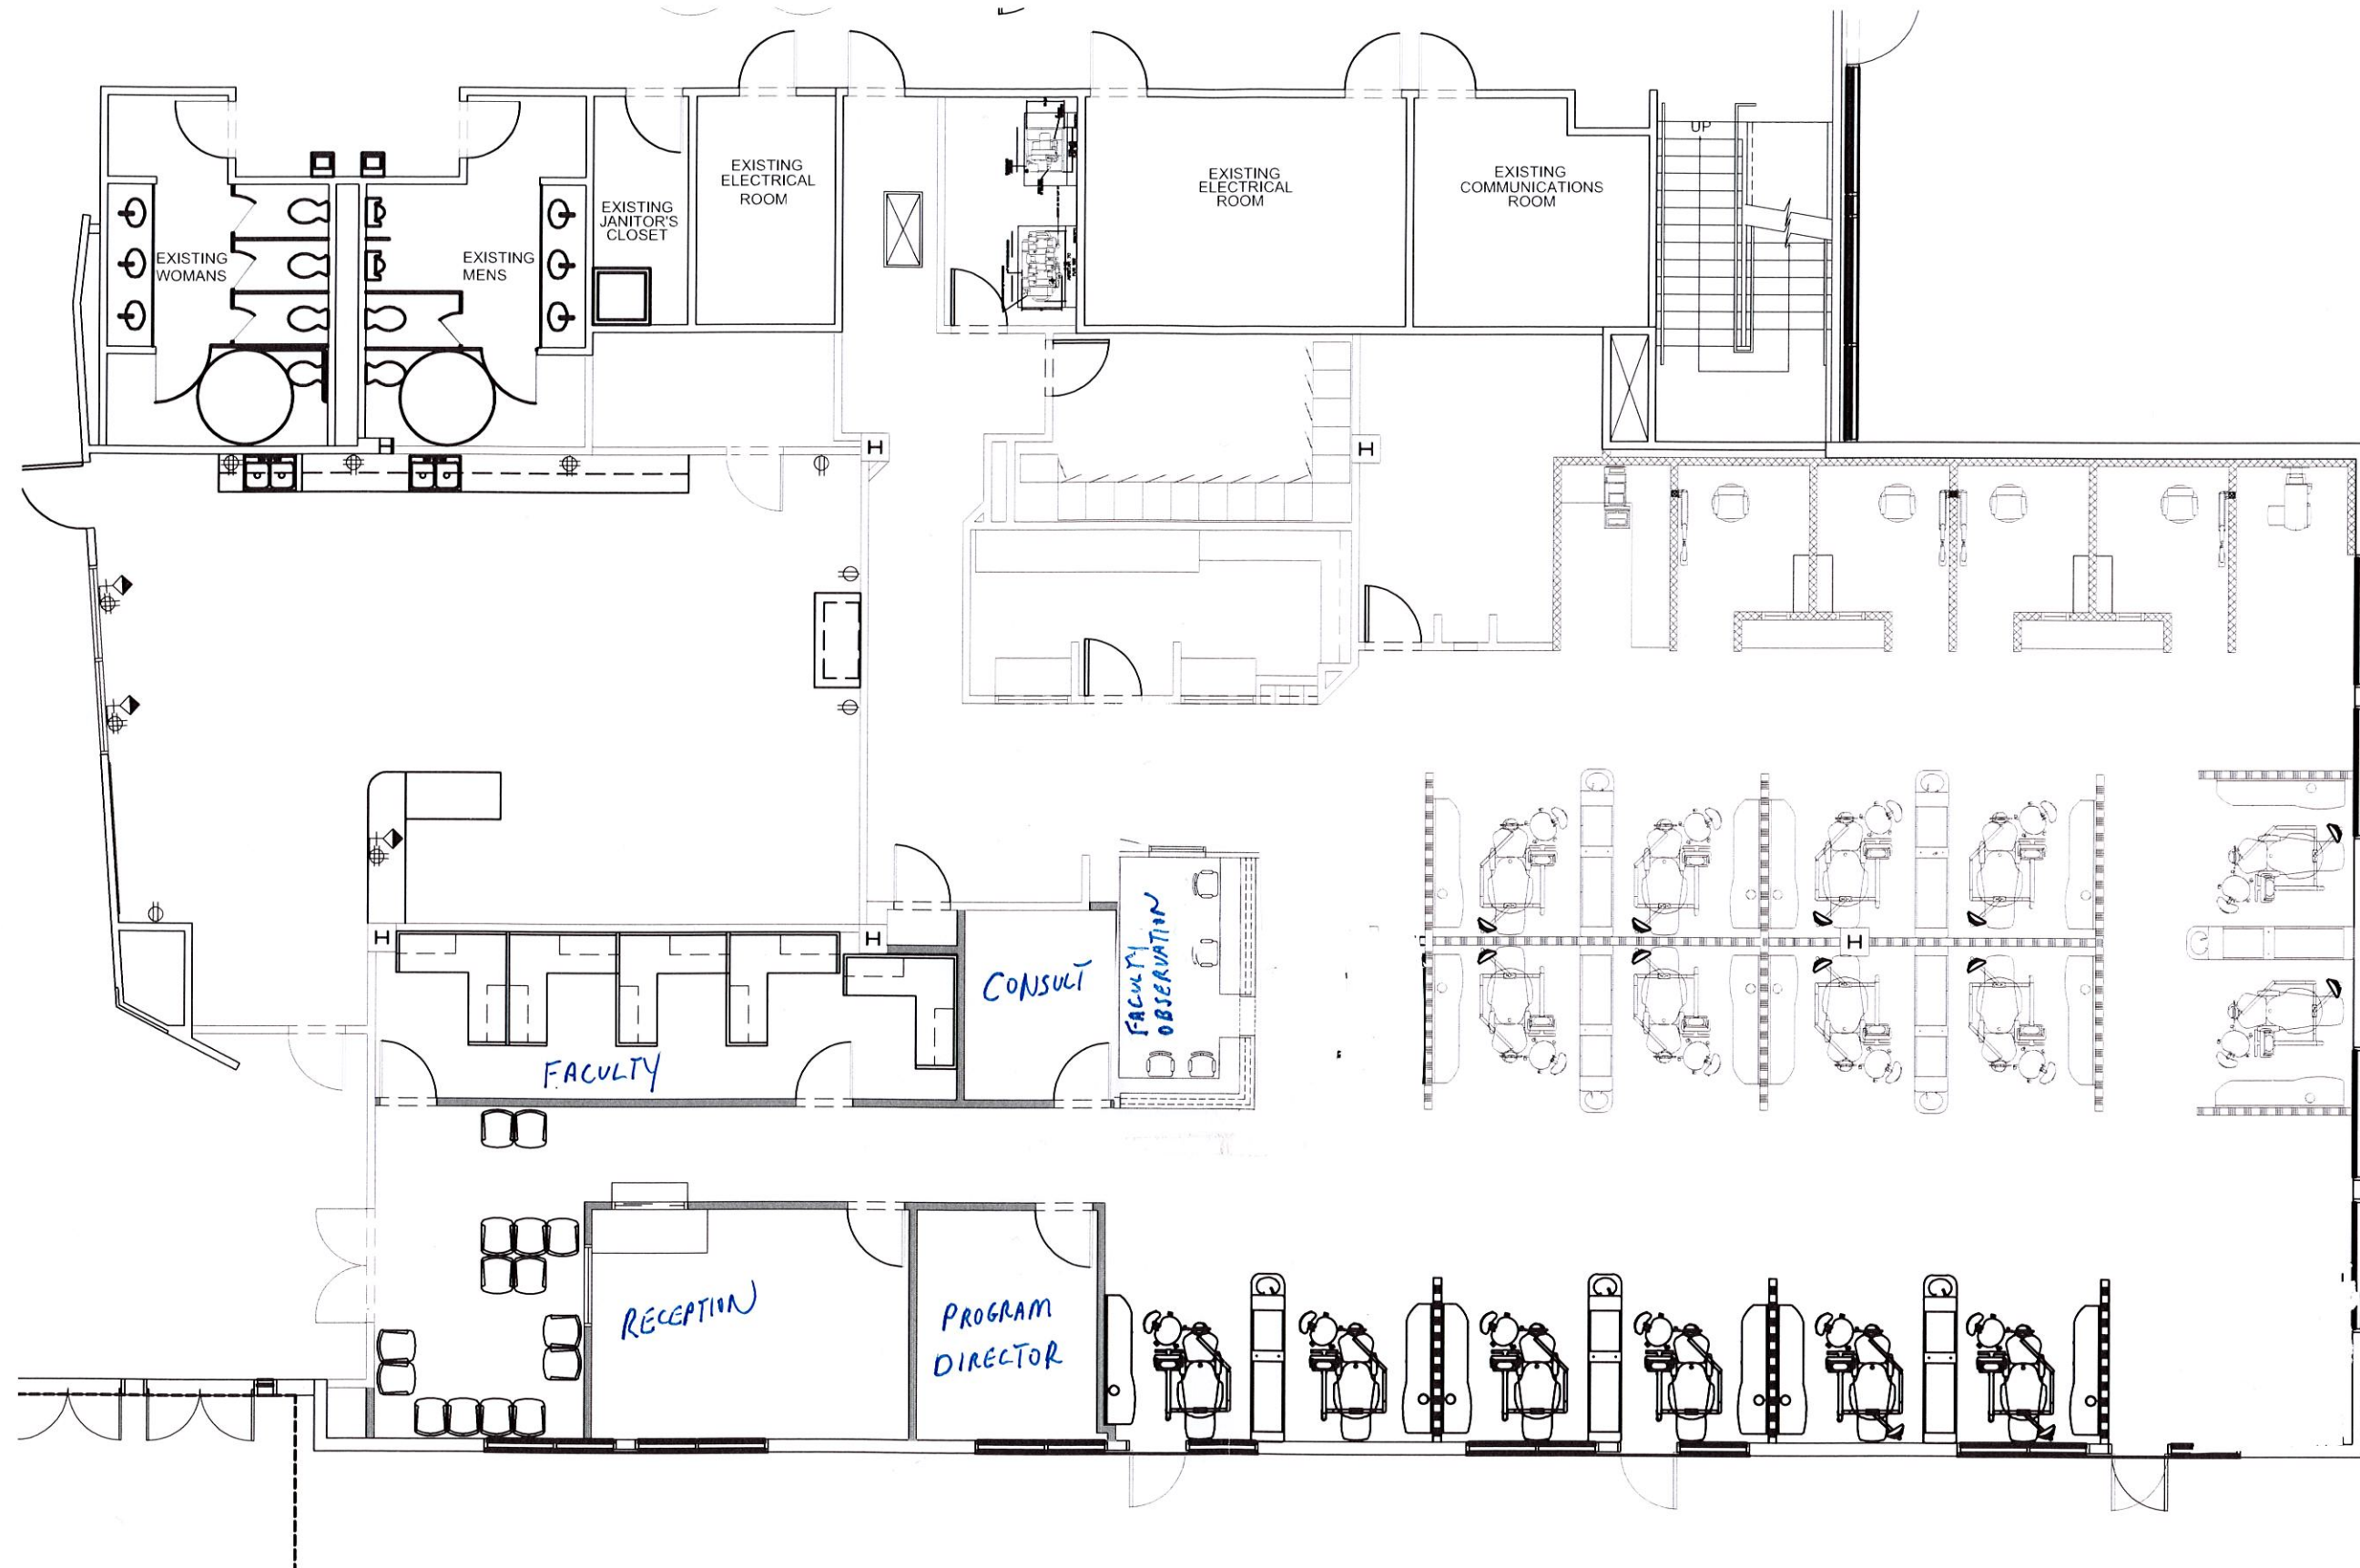 UP
EXISTING
ELECTRICAL
ROOM
EXISTING
ELECTRICAL
ROOM
EXISTING
COMMUNICATIONS
ROOM
EXISTING
JANITOR'S
CLOSET
EXISTING
WOMANS
EXISTING
MENS
H
H
H
H
H
H
CONSULT
FACULTY
OBSERVATION
FACULTY
RECEPTION
PROGRAM
DIRECTOR